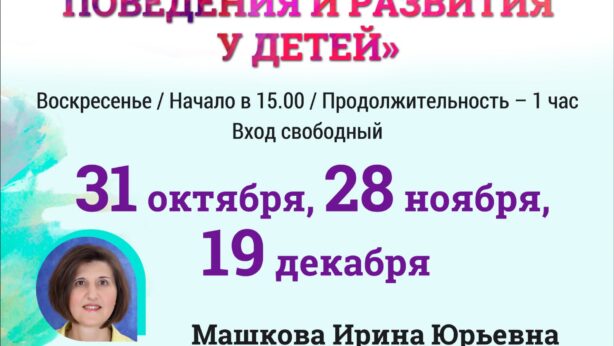 ПОВЕДЕНИЯ И РАЗВИТИЯ
У ДЕТЕЙ»
Воскресенье / Начало в 15.00 / Продолжительность – 1 час
Вход свободный
31 октября, 28 ноября,
19 декабря
Машкова Ирина Юрьевна